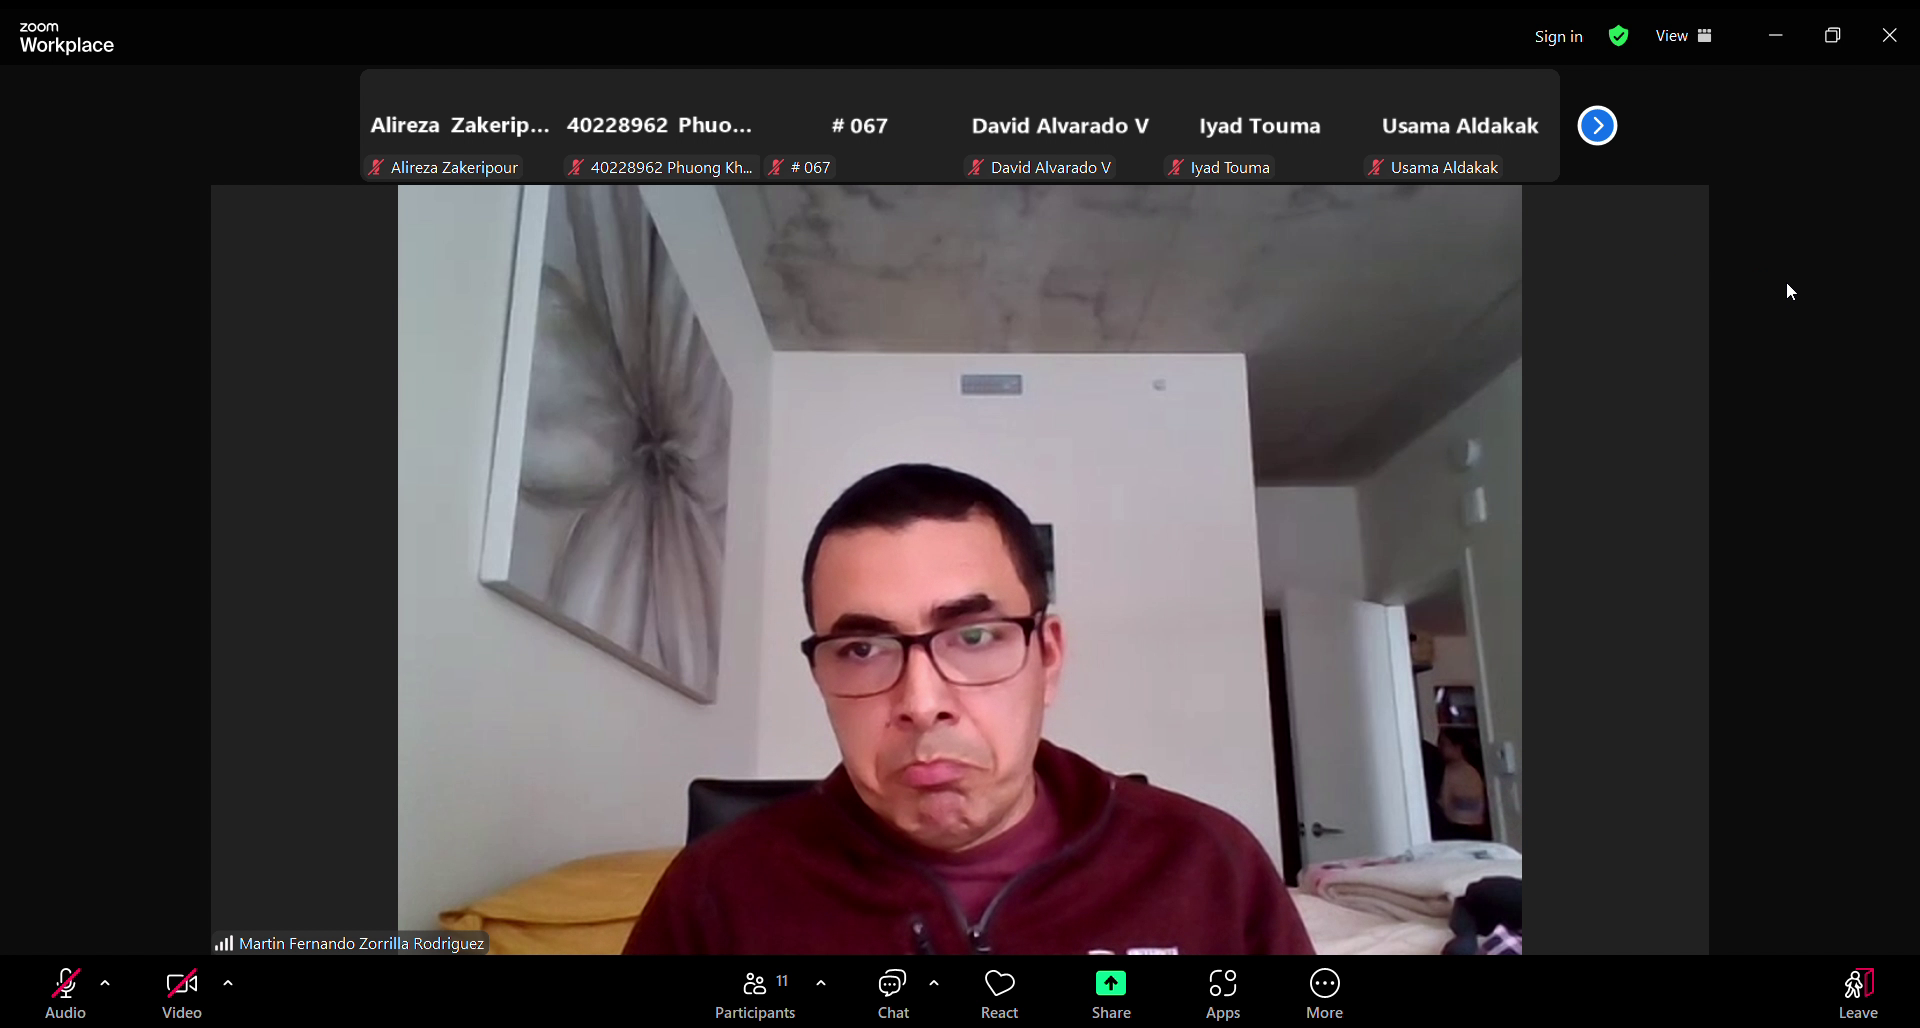 zoom
Workplace
Sign in
View
Alireza Zakerip...
40228962 Phuo...
# 067
David Alvarado V
Iyad Touma
Usama Aldakak
Alireza Zakeripour
40228962 Phuong Kh...
# 067
David Alvarado V
Iyad Touma
Usama Aldakak
Martin Fernando Zorrilla Rodriguez
Audio
Video
11
Participants
Chat
React
Share
Apps
More
Leave